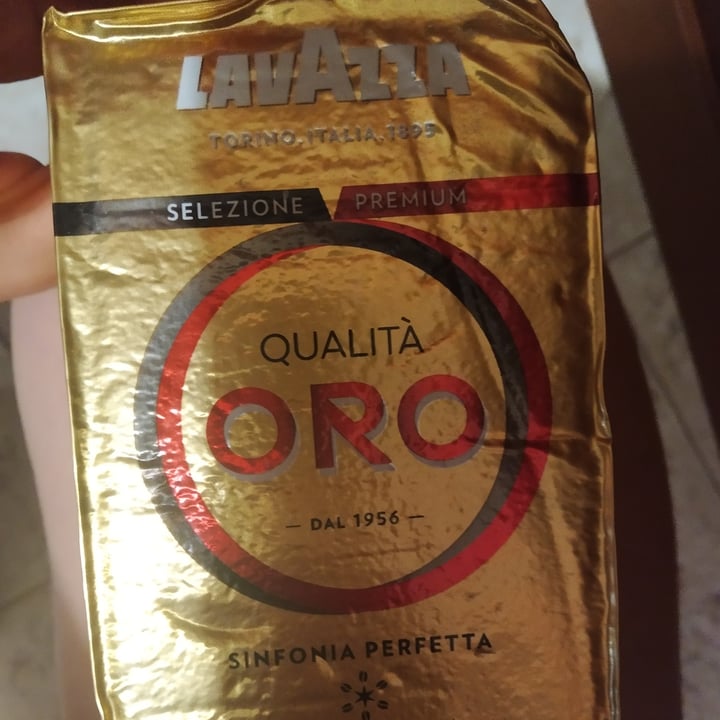 LAVAZZA
TORINO, ITALIA, 1895
SELEZIONE PREMIUM
QUALITÀ
ORO
— DAL 1956 —
SINFONIA PERFETTA